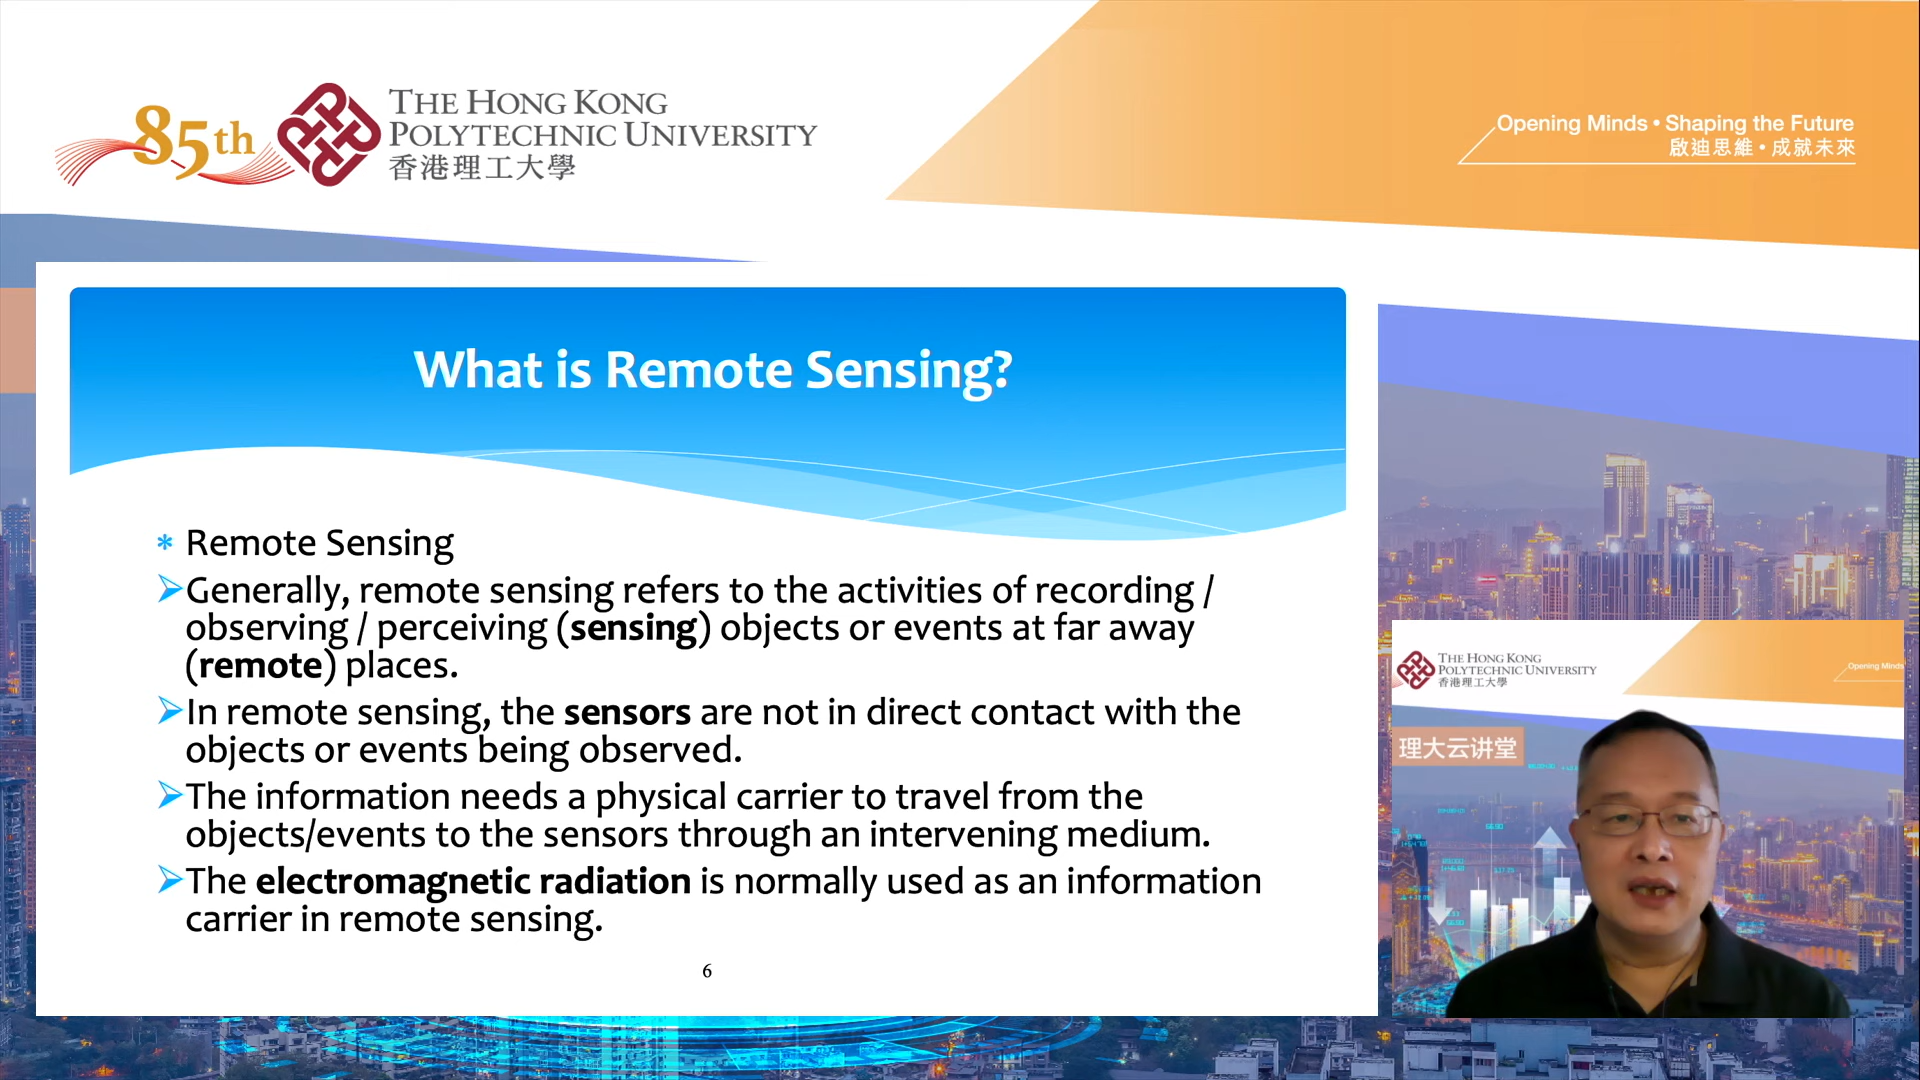 85th
THE HONG KONG
POLYTECHNIC UNIVERSITY
香港理工大學
Opening Minds • Shaping the Future
啟迪思維 • 成就未來
What is Remote Sensing?
* Remote Sensing
➢Generally, remote sensing refers to the activities of recording /
observing / perceiving (sensing) objects or events at far away
(remote) places.
➢In remote sensing, the sensors are not in direct contact with the
objects or events being observed.
➢The information needs a physical carrier to travel from the
objects/events to the sensors through an intervening medium.
➢The electromagnetic radiation is normally used as an information
carrier in remote sensing.
6
THE HONG KONG
POLYTECHNIC UNIVERSITY
香港理工大學
Opening Minds
理大云讲堂